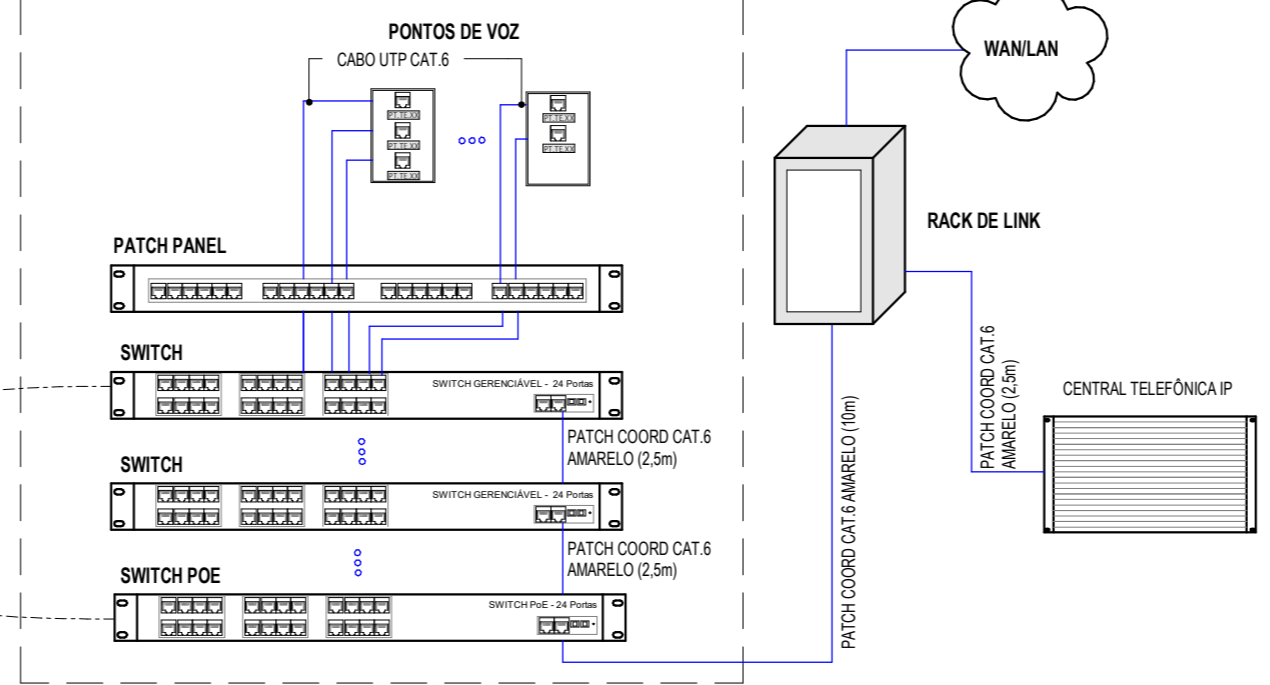 PONTOS DE VOZ
CABO UTP CAT.6
WAN/LAN
PT.TE.XX
PT.TE.XX
PT.TE.XX
PT.TE.XX
PT.TE.XX
RACK DE LINK
PATCH PANEL
SWITCH
SWITCH GERENCIÁVEL - 24 Portas
PATCH COORD CAT.6
AMARELO (2,5m)
SWITCH
SWITCH GERENCIÁVEL - 24 Portas
PATCH COORD CAT.6
AMARELO (2,5m)
SWITCH POE
SWITCH PoE - 24 Portas
PATCH COORD CAT.6 AMARELO (10m)
PATCH COORD CAT.6
AMARELO (2,5m)
CENTRAL TELEFÔNICA IP